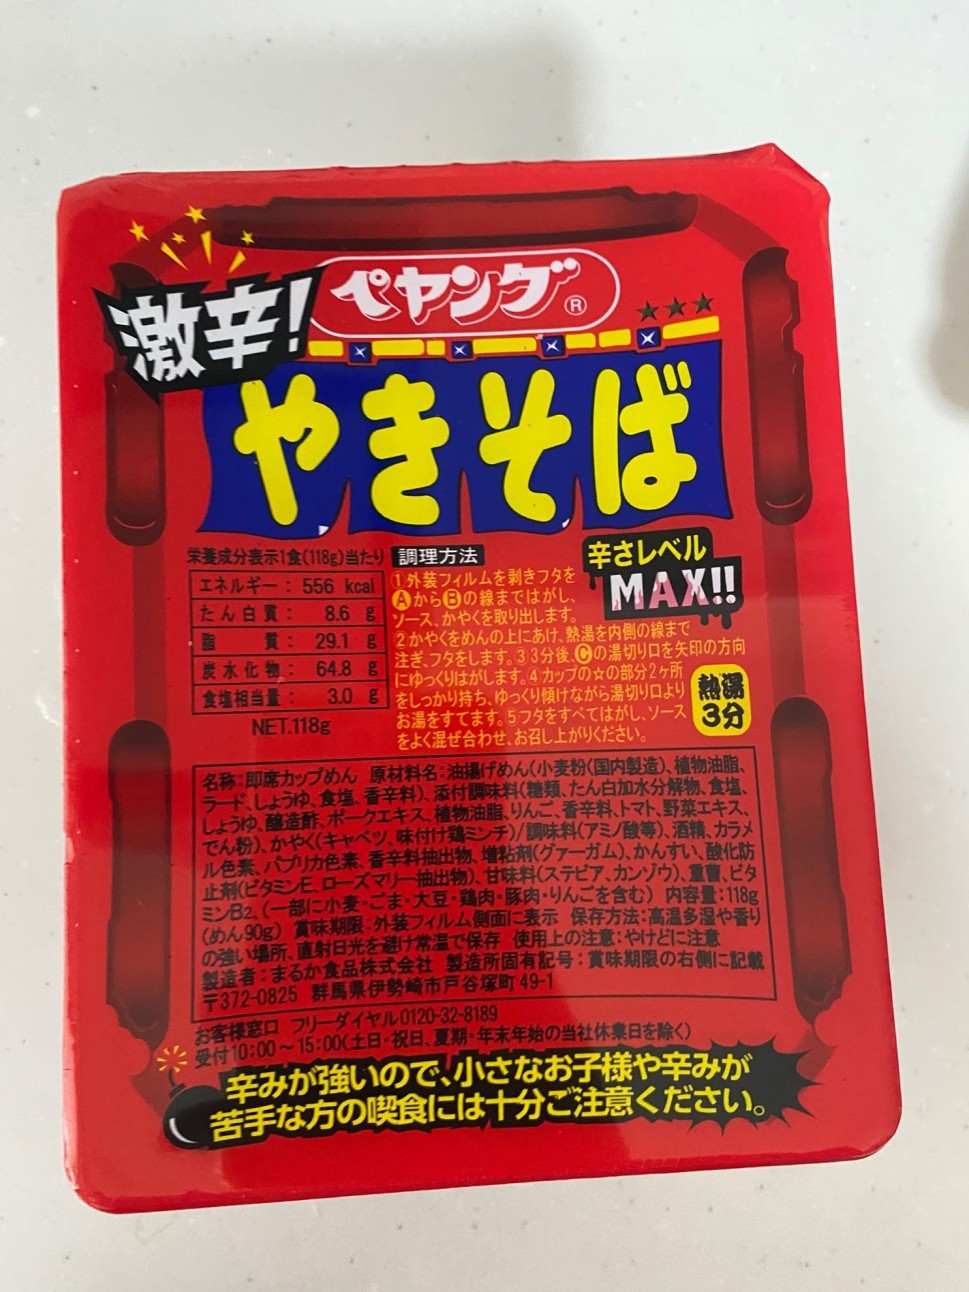 激辛!
ペヤング®
やきそば
辛さレベル
MAX!!
栄養成分表示1食(118g)当たり
エネルギー: 556 kcal
たん白質: 8.6 g
脂質: 29.1 g
炭水化物: 64.8 g
食塩相当量: 3.0 g
NET.118g
調理方法
①外装フィルムを剥きフタを
ⒶからⒷの線まではがし、
ソース、かやくを取り出します。
②かやくをめんの上にあけ、熱湯を内側の線まで
注ぎ、フタをします。③3分後、Ⓒの湯切り口を矢印の方向
にゆっくりはがします。④カップの☆の部分2ヶ所
をしっかり持ち、ゆっくり傾けながら湯切り口より
お湯をすてます。⑤フタをすべてはがし、ソース
をよく混ぜ合わせ、お召し上がりください。
熱湯
3分
名称:即席カップめん 原材料名:油揚げめん(小麦粉(国内製造)、植物油脂、
ラード、しょうゆ、食塩、香辛料)、添付調味料(糖類、たん白加水分解物、食塩、
しょうゆ、醸造酢、ポークエキス、植物油脂、りんご、香辛料、トマト、野菜エキス、
でん粉)、かやく(キャベツ、味付け鶏ミンチ)/調味料(アミノ酸等)、酒精、カラメ
ル色素、パプリカ色素、香辛料抽出物、増粘剤(グァーガム)、かんすい、酸化防
止剤(ビタミンE、ローズマリー抽出物)、甘味料(ステビア、カンゾウ)、重曹、ビタ
ミンB2、(一部に小麦・ごま・大豆・鶏肉・豚肉・りんごを含む) 内容量:118g
(めん90g) 賞味期限:外装フィルム側面に表示 保存方法:高温多湿や香り
の強い場所、直射日光を避け常温で保存 使用上の注意:やけどに注意
製造者:まるか食品株式会社 製造所固有記号:賞味期限の右側に記載
〒372-0825 群馬県伊勢崎市戸谷塚町49-1
お客様窓口 フリーダイヤル0120-32-8189
受付10:00～15:00(土日・祝日、夏期・年末年始の当社休業日を除く)
辛みが強いので、小さなお子様や辛みが
苦手な方の喫食には十分ご注意ください。